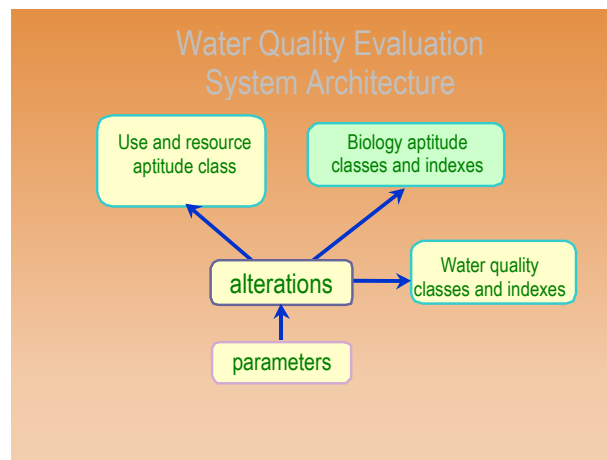 Water Quality Evaluation
System Architecture
Use and resource
aptitude class
Biology aptitude
classes and indexes
Water quality
classes and indexes
alterations
parameters